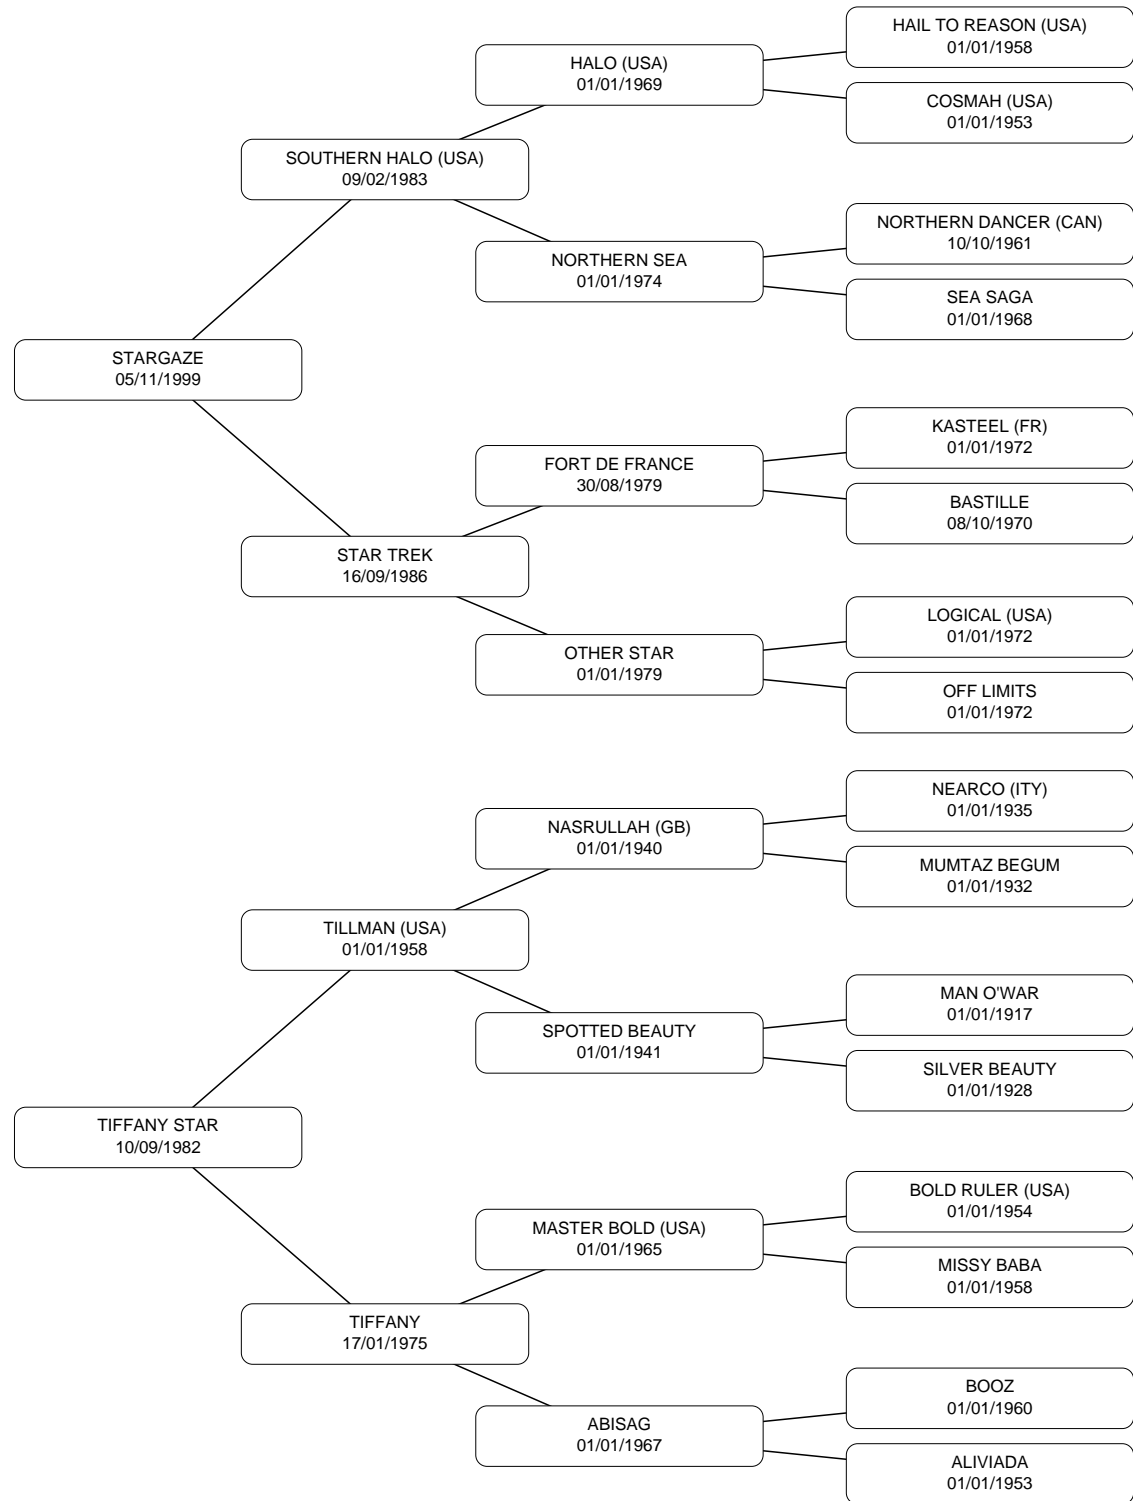 HAIL TO REASON (USA)
01/01/1958
HALO (USA)
01/01/1969
COSMAH (USA)
01/01/1953
SOUTHERN HALO (USA)
09/02/1983
NORTHERN DANCER (CAN)
10/10/1961
NORTHERN SEA
01/01/1974
SEA SAGA
01/01/1968
STARGAZE
05/11/1999
KASTEEL (FR)
01/01/1972
FORT DE FRANCE
30/08/1979
BASTILLE
08/10/1970
STAR TREK
16/09/1986
LOGICAL (USA)
01/01/1972
OTHER STAR
01/01/1979
OFF LIMITS
01/01/1972
NEARCO (ITY)
01/01/1935
NASRULLAH (GB)
01/01/1940
MUMTAZ BEGUM
01/01/1932
TILLMAN (USA)
01/01/1958
MAN O'WAR
01/01/1917
SPOTTED BEAUTY
01/01/1941
SILVER BEAUTY
01/01/1928
TIFFANY STAR
10/09/1982
BOLD RULER (USA)
01/01/1954
MASTER BOLD (USA)
01/01/1965
MISSY BABA
01/01/1958
TIFFANY
17/01/1975
BOOZ
01/01/1960
ABISAG
01/01/1967
ALIVIADA
01/01/1953